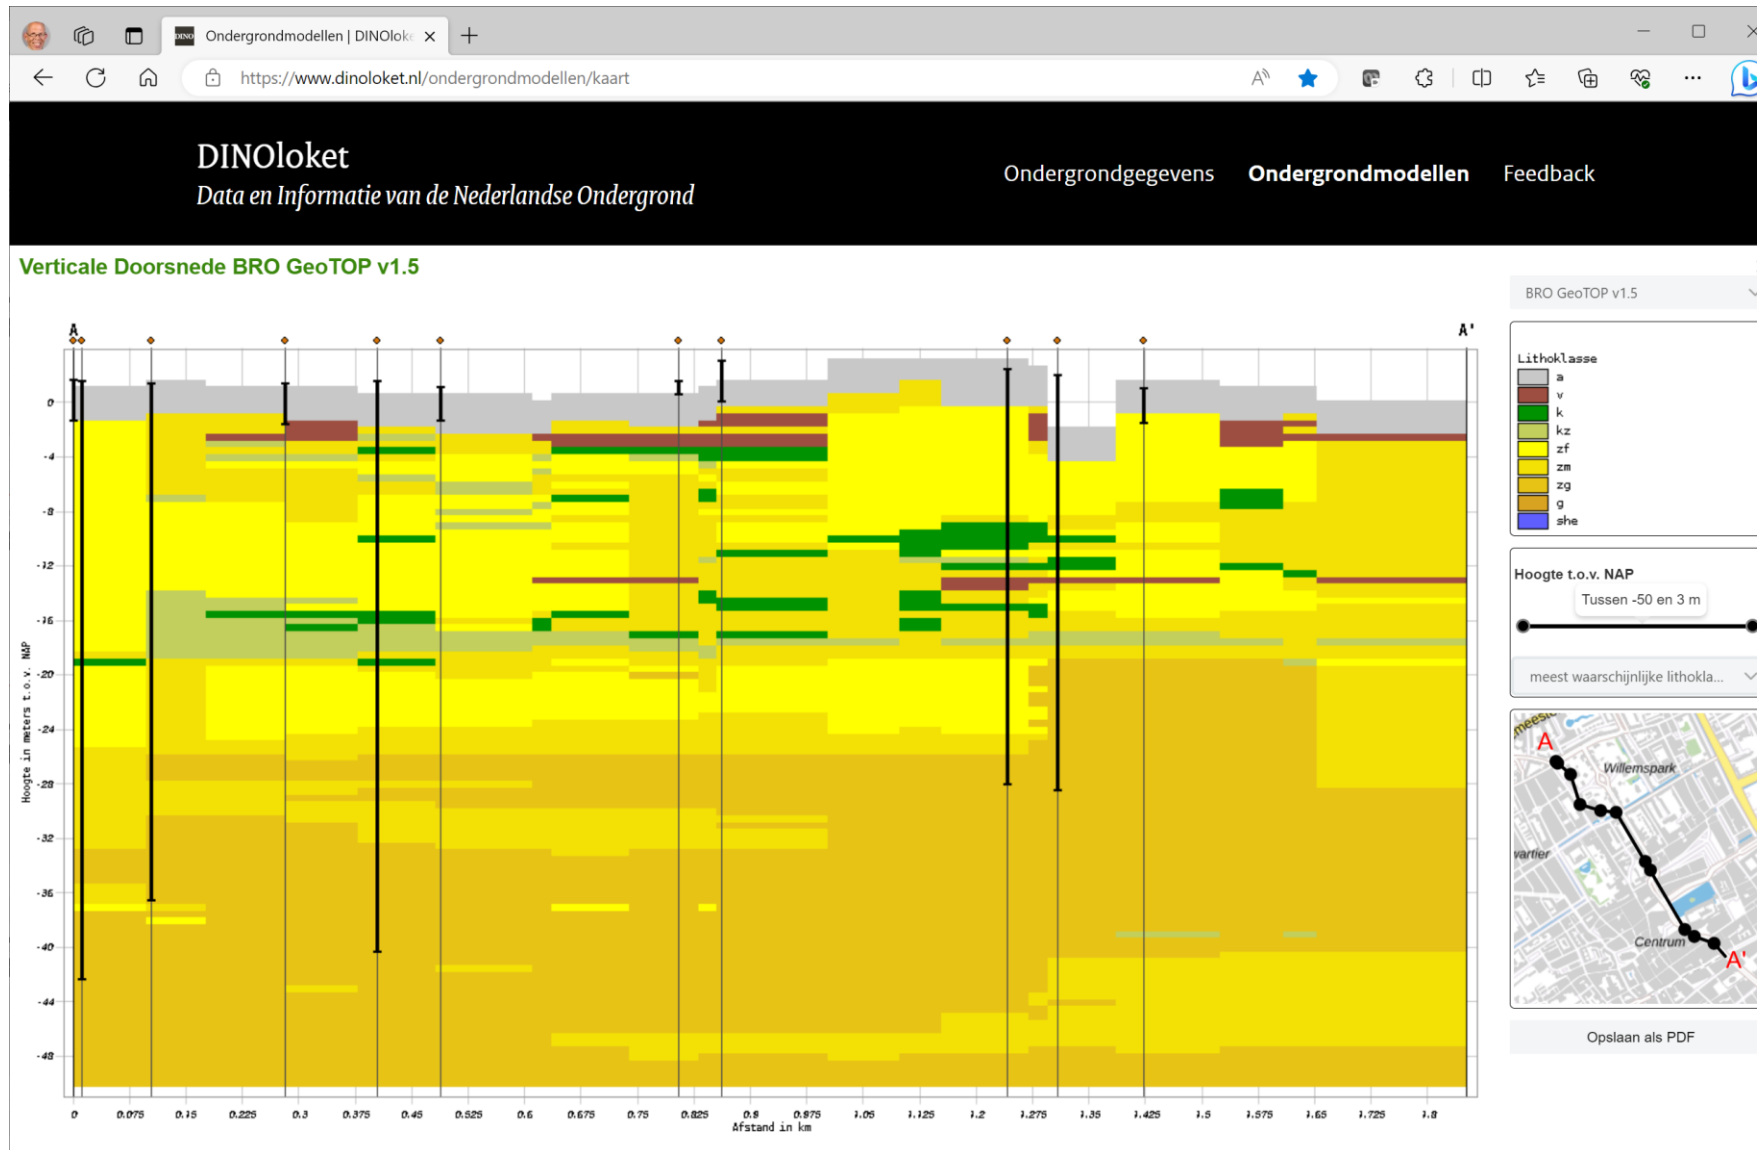 Ondergrondmodellen | DINOloke
https://www.dinoloket.nl/ondergrondmodellen/kaart
DINOloket
Data en Informatie van de Nederlandse Ondergrond
Ondergrondgegevens Ondergrondmodellen Feedback
Verticale Doorsnede BRO GeoTOP v1.5
BRO GeoTOP v1.5
A A'
Lithoklasse
a
v
k
kz
zf
zm
zg
g
she
Hoogte t.o.v. NAP
Tussen -50 en 3 m
meest waarschijnlijke lithokla...
A
Willemspark
Centrum
A'
Opslaan als PDF
Hoogte in meters t.o.v. NAP
0
-4
-8
-12
-16
-20
-24
-28
-32
-36
-40
-44
-48
0 0.075 0.15 0.225 0.3 0.375 0.45 0.525 0.6 0.675 0.75 0.825 0.9 0.975 1.05 1.125 1.2 1.275 1.35 1.425 1.5 1.575 1.65 1.725 1.8
Afstand in km